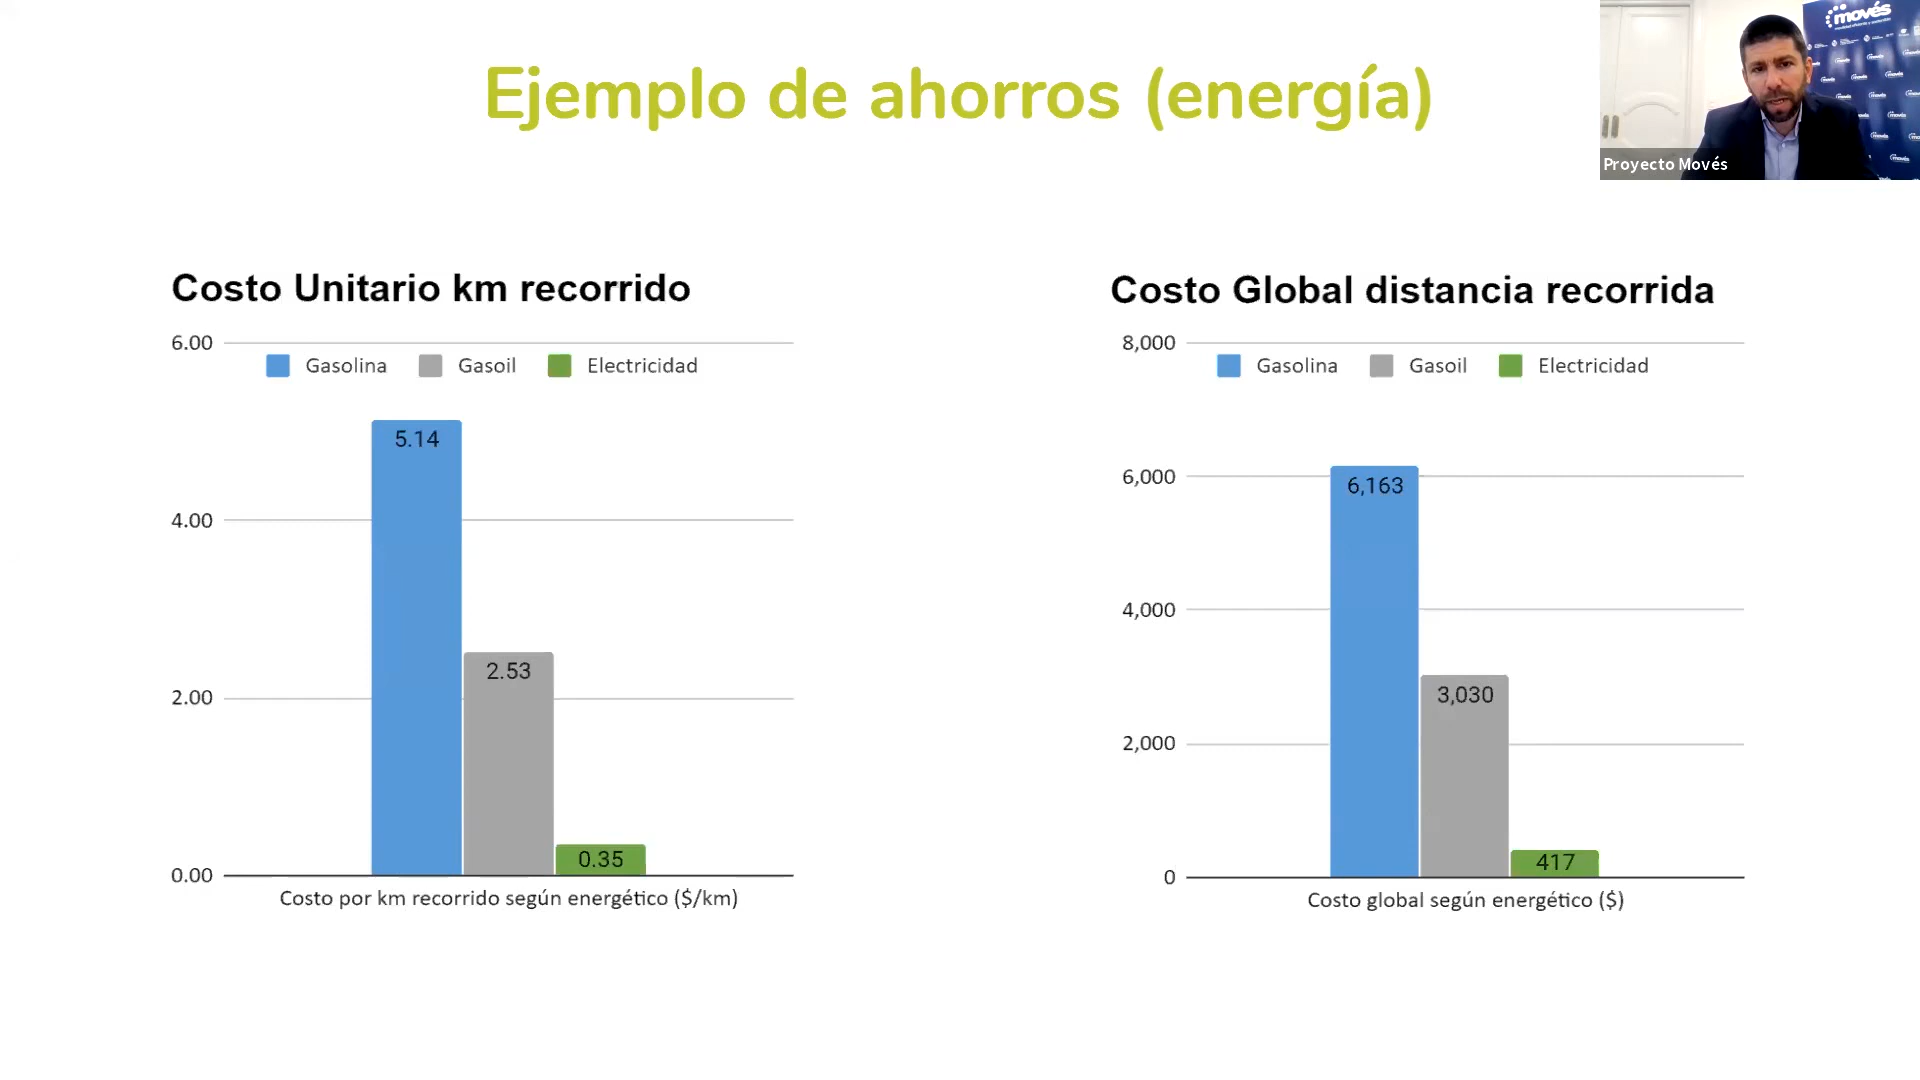 Ejemplo de ahorros (energía)
movés
Proyecto Movés
Costo Unitario km recorrido
6.00
Gasolina Gasoil Electricidad
5.14
4.00
2.53
2.00
0.35
0.00
Costo por km recorrido según energético ($/km)
Costo Global distancia recorrida
8,000
Gasolina Gasoil Electricidad
6,000
6,163
4,000
3,030
2,000
417
0
Costo global según energético ($)